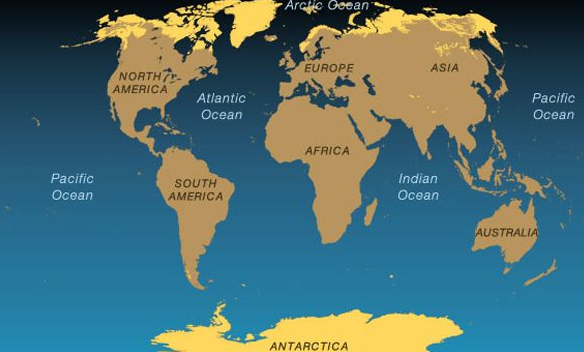 Arctic Ocean
NORTH
AMERICA
EUROPE
ASIA
Atlantic
Ocean
Pacific
Ocean
AFRICA
Pacific
Ocean
SOUTH
AMERICA
Indian
Ocean
AUSTRALIA
ANTARCTICA